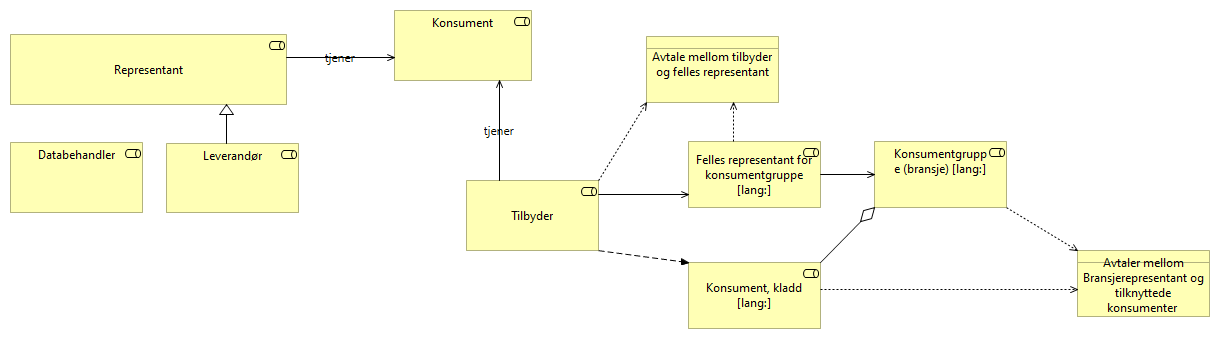 Konsument
Representant
tjener
Avtale mellom tilbyder
og felles representant
Databehandler
Leverandør
tjener
Felles representant for
konsumentgruppe
[lang:]
Konsumentgrupp
e (bransje) [lang:]
Tilbyder
Konsument, kladd
[lang:]
Avtaler mellom
Bransjerepresentant og
tilknyttede
konsumenter